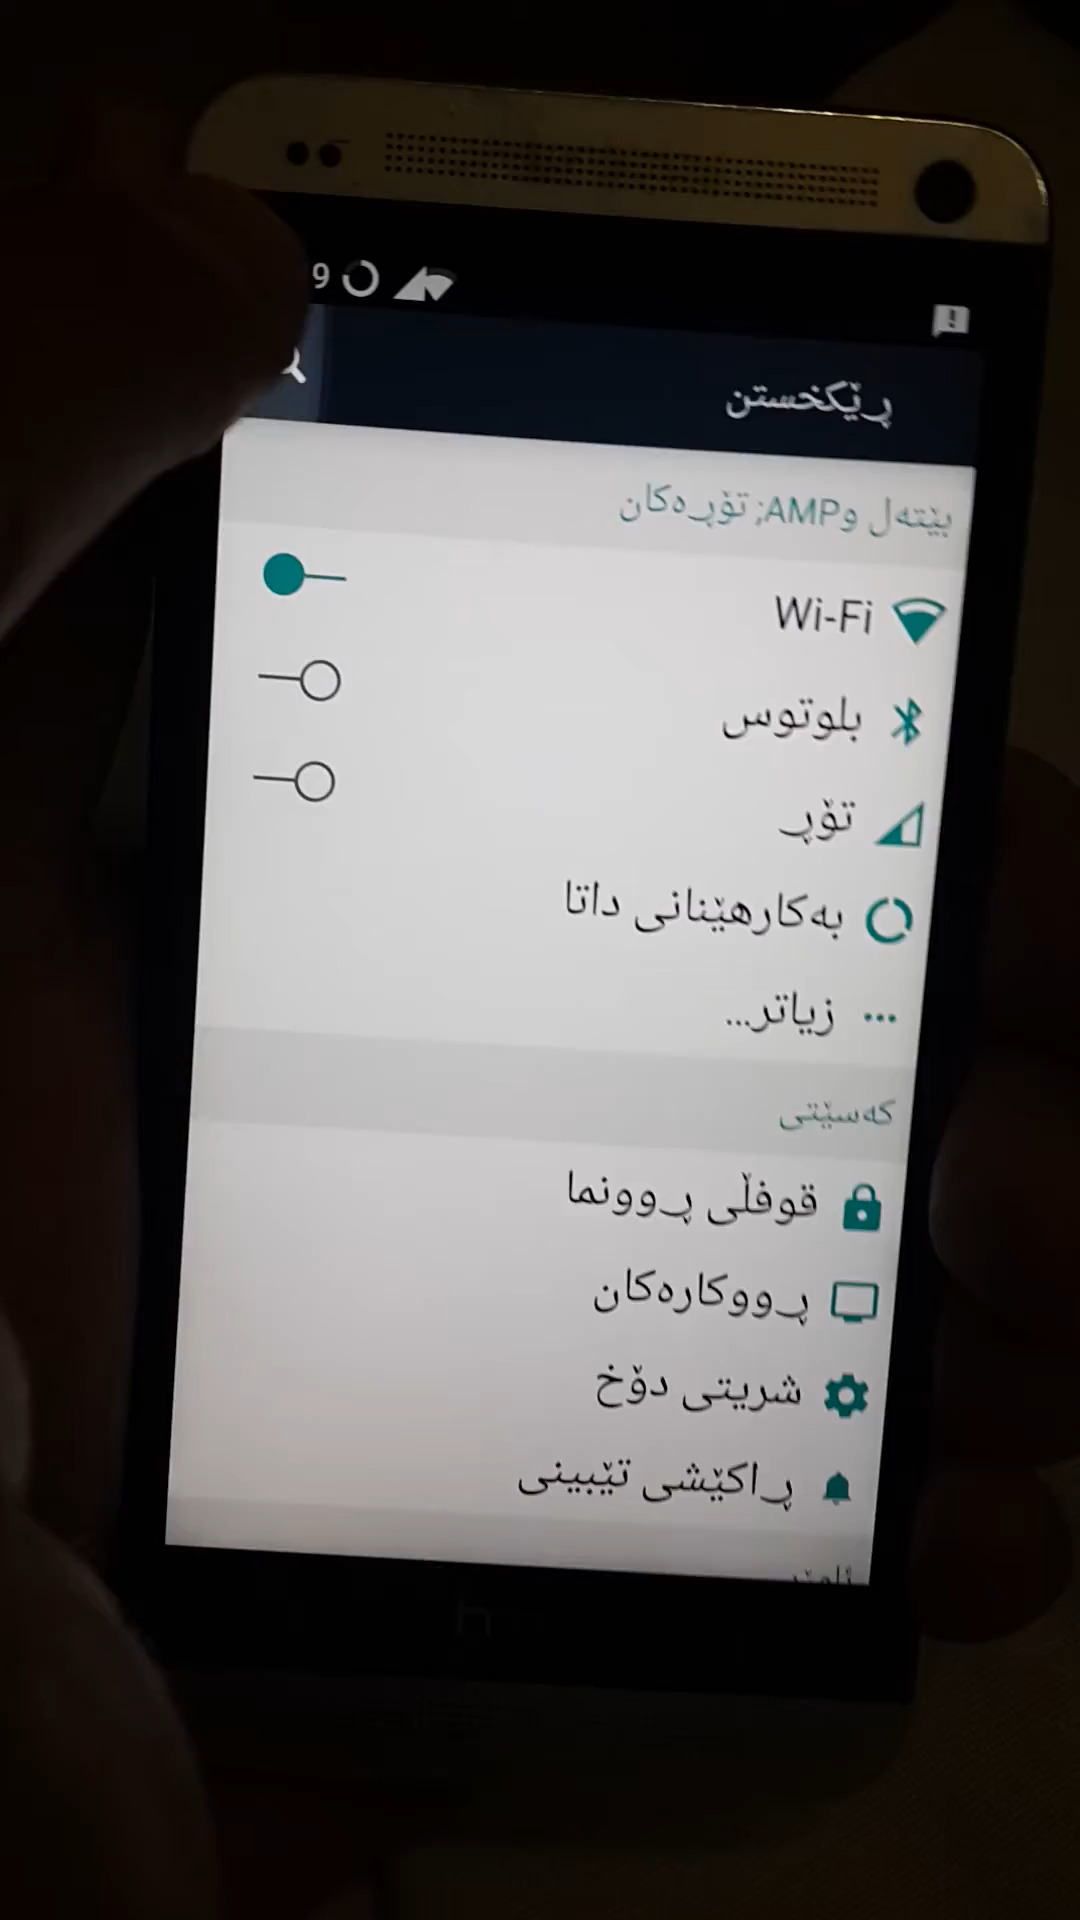 9
ڕێکخستن
بێتەل وAMP; تۆڕەکان
Wi-Fi
بلوتوس
تۆڕ
بەکارهێنانی داتا
زیاتر...
کەسێتی
قوفڵی ڕوونما
ڕووکارەکان
شریتی دۆخ
ڕاکێشی تێبینی